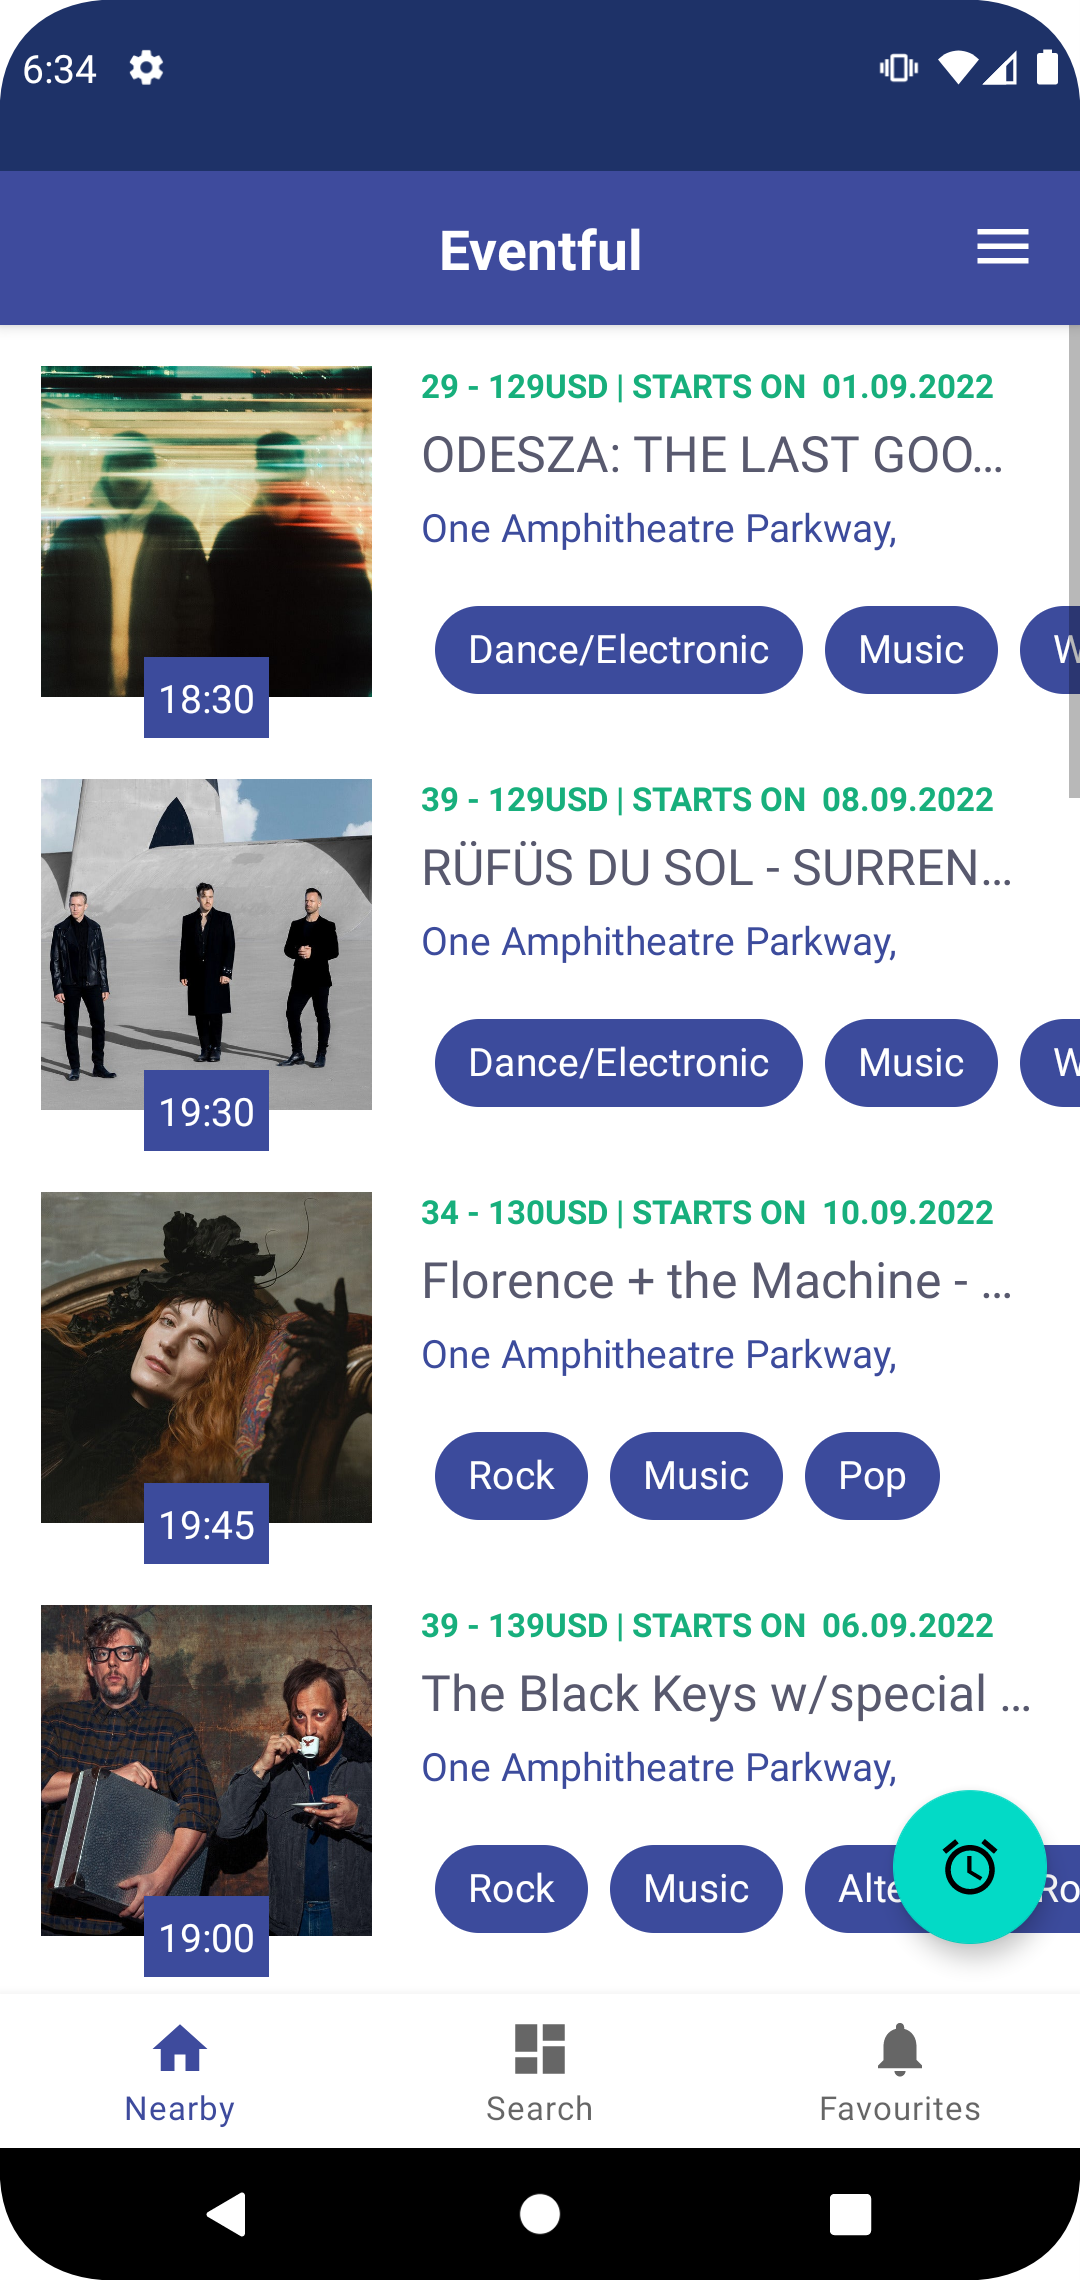 6:34
Eventful
29 - 129USD | STARTS ON 01.09.2022
ODESZA: THE LAST GOO...
One Amphitheatre Parkway,
Dance/Electronic
Music
W
18:30
39 - 129USD | STARTS ON 08.09.2022
RÜFÜS DU SOL - SURREN...
One Amphitheatre Parkway,
Dance/Electronic
Music
W
19:30
34 - 130USD | STARTS ON 10.09.2022
Florence + the Machine - ...
One Amphitheatre Parkway,
Rock
Music
Pop
19:45
39 - 139USD | STARTS ON 06.09.2022
The Black Keys w/special ...
One Amphitheatre Parkway,
Rock
Music
Alte
Ro
19:00
Nearby
Search
Favourites